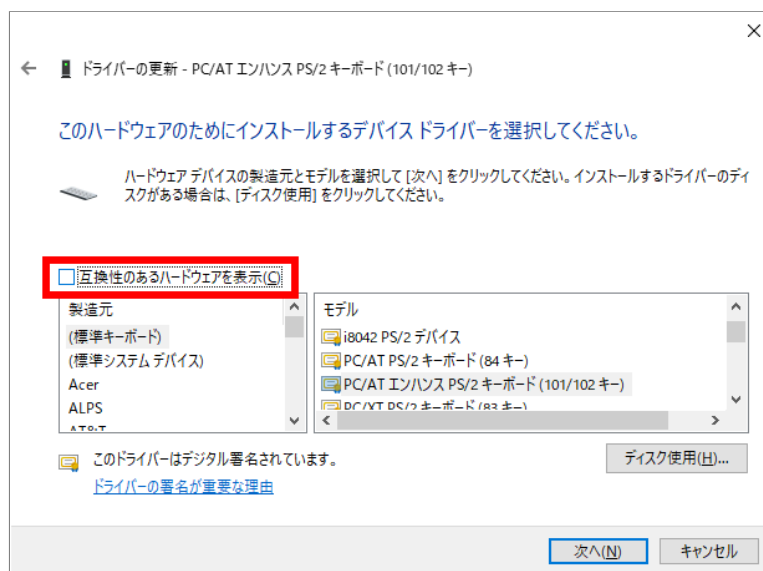 ドライバーの更新 - PC/AT エンハンス PS/2 キーボード (101/102 キー)
このハードウェアのためにインストールするデバイス ドライバーを選択してください。
ハードウェア デバイスの製造元とモデルを選択して [次へ] をクリックしてください。インストールするドライバーのディ
スクがある場合は、[ディスク使用] をクリックしてください。
互換性のあるハードウェアを表示(C)
製造元
(標準キーボード)
(標準システム デバイス)
Acer
ALPS
AT&T
モデル
i8042 PS/2 デバイス
PC/AT PS/2 キーボード (84 キー)
PC/AT エンハンス PS/2 キーボード (101/102 キー)
PC/XT PS/2 キーボード (83 キー)
このドライバーはデジタル署名されています。
ドライバーの署名が重要な理由
ディスク使用(H)...
次へ(N)
キャンセル